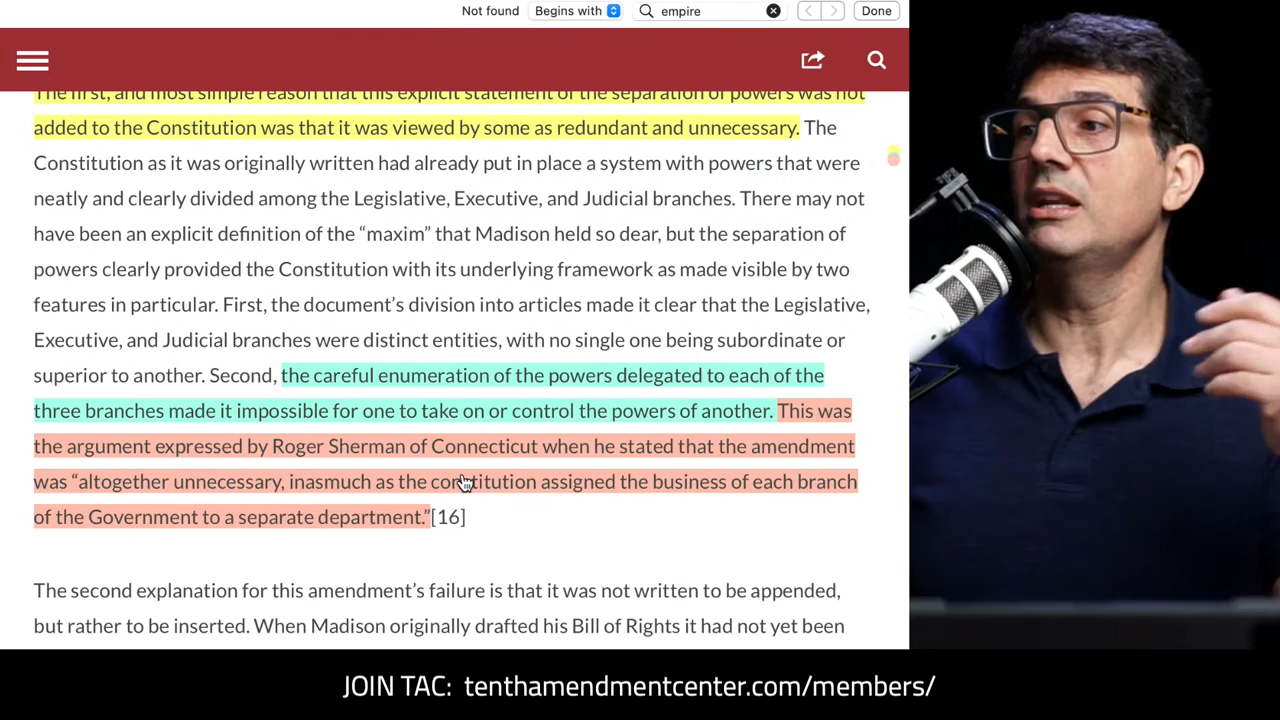 Not found Begins with empire Done
The first, and most simple reason that this explicit statement of the separation of powers was not
added to the Constitution was that it was viewed by some as redundant and unnecessary. The
Constitution as it was originally written had already put in place a system with powers that were
neatly and clearly divided among the Legislative, Executive, and Judicial branches. There may not
have been an explicit definition of the “maxim” that Madison held so dear, but the separation of
powers clearly provided the Constitution with its underlying framework as made visible by two
features in particular. First, the document’s division into articles made it clear that the Legislative,
Executive, and Judicial branches were distinct entities, with no single one being subordinate or
superior to another. Second, the careful enumeration of the powers delegated to each of the
three branches made it impossible for one to take on or control the powers of another. This was
the argument expressed by Roger Sherman of Connecticut when he stated that the amendment
was “altogether unnecessary, inasmuch as the constitution assigned the business of each branch
of the Government to a separate department.”[16]
The second explanation for this amendment’s failure is that it was not written to be appended,
but rather to be inserted. When Madison originally drafted his Bill of Rights it had not yet been
JOIN TAC: tenthamendmentcenter.com/members/